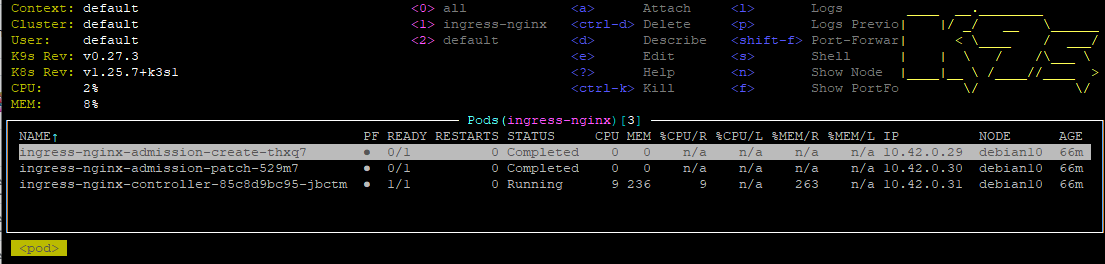 Context: default <0> all <a> Attach <l> Logs
Cluster: default <1> ingress-nginx <ctrl-d> Delete <p> Logs Previo
User: default <2> default <d> Describe <shift-f> Port-Forwar
K9s Rev: v0.27.3 <e> Edit <s> Shell
K8s Rev: v1.25.7+k3s1 <?> Help <n> Show Node
CPU: 2% <ctrl-k> Kill <f> Show PortFo
MEM: 8%
Pods(ingress-nginx)[3]
NAME↑ PF READY RESTARTS STATUS CPU MEM %CPU/R %CPU/L %MEM/R %MEM/L IP NODE AGE
ingress-nginx-admission-create-thxq7 ● 0/1 0 Completed 0 0 n/a n/a n/a n/a 10.42.0.29 debian10 66m
ingress-nginx-admission-patch-529m7 ● 0/1 0 Completed 0 0 n/a n/a n/a n/a 10.42.0.30 debian10 66m
ingress-nginx-controller-85c8d9bc95-jbctm ● 1/1 0 Running 9 236 9 n/a 263 n/a 10.42.0.31 debian10 66m
<pod>